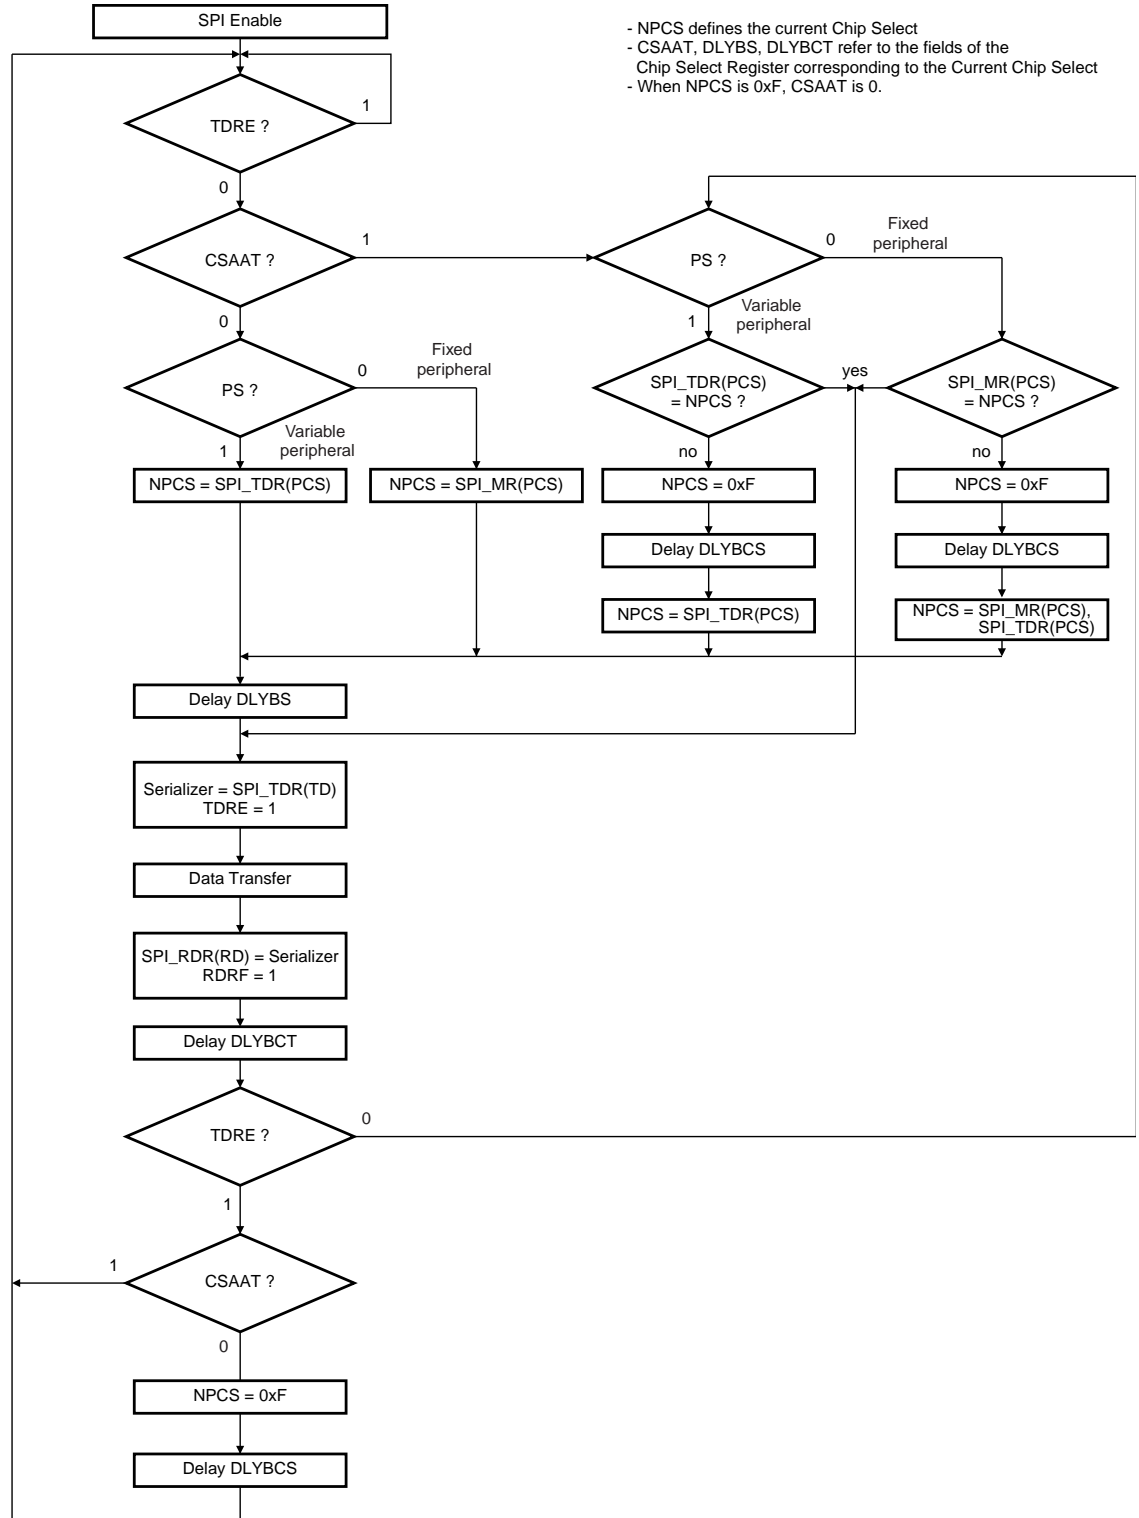 SPI Enable
- NPCS defines the current Chip Select
- CSAAT, DLYBS, DLYBCT refer to the fields of the
Chip Select Register corresponding to the Current Chip Select
- When NPCS is 0xF, CSAAT is 0.
TDRE ?
1
0
CSAAT ?
1
0
PS ?
0
Fixed
peripheral
1
Variable
peripheral
PS ?
0
Fixed
peripheral
1
Variable
peripheral
SPI_TDR(PCS)
= NPCS ?
yes
SPI_MR(PCS)
= NPCS ?
no
no
NPCS = SPI_TDR(PCS)
NPCS = SPI_MR(PCS)
NPCS = 0xF
NPCS = 0xF
Delay DLYBCS
Delay DLYBCS
NPCS = SPI_TDR(PCS)
NPCS = SPI_MR(PCS),
SPI_TDR(PCS)
Delay DLYBS
Serializer = SPI_TDR(TD)
TDRE = 1
Data Transfer
SPI_RDR(RD) = Serializer
RDRF = 1
Delay DLYBCT
TDRE ?
0
1
CSAAT ?
1
0
NPCS = 0xF
Delay DLYBCS